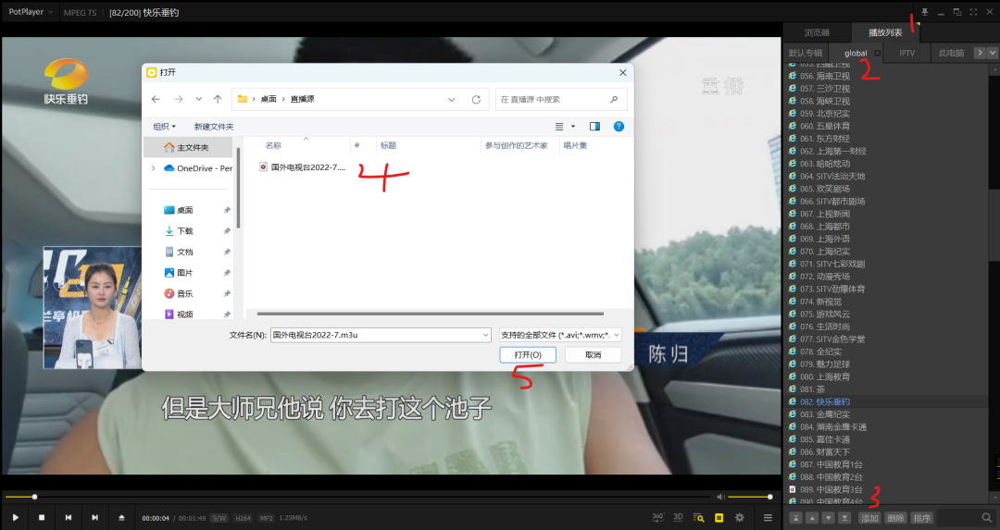 PotPlayer
MPEG TS
[82/200] 快乐垂钓
快乐垂钓
直播
打开
桌面 > 直播源
在 直播源 中搜索
组织
新建文件夹
主文件夹
OneDrive - Per
桌面
下载
文档
图片
音乐
视频
名称
#
标题
参与创作的艺术家
唱片集
国外电视台2022-7....
4
文件名(N):
国外电视台2022-7.m3u
支持的全部文件 (*.avi;*.wmv;*.
打开(O)
取消
5
陈 归
但是大师兄他说 你去打这个池子
浏览器
播放列表
1
默认专辑
global
IPTV
此电脑
2
055. 西藏卫视
056. 海南卫视
057. 三沙卫视
058. 海峡卫视
059. 北京纪实
060. 五星体育
061. 东方财经
062. 上海第一财经
063. 哈哈炫动
064. SITV法治天地
065. 欢笑剧场
066. SITV都市剧场
067. 上视新闻
068. 上海都市
069. 上海外语
070. 上海纪实
071. SITV七彩戏剧
072. 动漫秀场
073. SITV劲爆体育
074. 新视觉
075. 游戏风云
076. 生活时尚
077. SITV金色学堂
078. 全纪实
079. 魅力足球
080. 上海教育
081. 茶
082. 快乐垂钓
083. 金鹰纪实
084. 湖南金鹰卡通
085. 嘉佳卡通
086. 财富天下
087. 中国教育1台
088. 中国教育2台
089. 中国教育3台
090. 中国教育4台
3
添加
删除
排序
00:00:04 / 00:01:49
S/W
H264
MP2
1.25MB/s
360°
3D